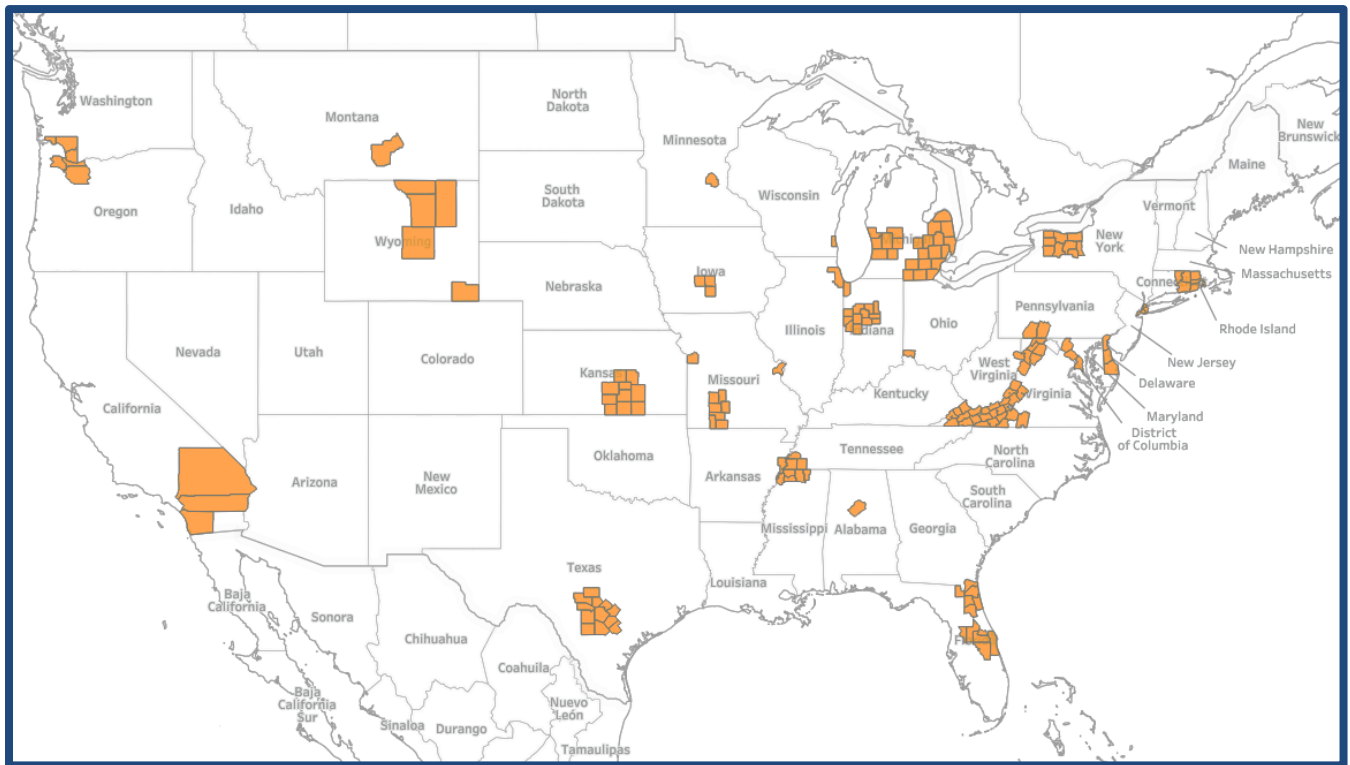 Washington
Montana
North
Dakota
Minnesota
New
Brunswick
Maine
Oregon
Idaho
South
Dakota
Wisconsin
Vermont
Wyoming
Michi
New
York
New Hampshire
Massachusetts
Iowa
Nebraska
Connec
Pennsylvania
Rhode Island
Nevada
Utah
Colorado
Illinois
Indiana
Ohio
New Jersey
West
Virginia
Delaware
Kansa
Missouri
Kentucky
Virginia
California
Maryland
District
of Columbia
Arizona
New
Mexico
Oklahoma
Arkansas
Tennessee
North
Carolina
South
Carolina
Mississippi
Alabama
Georgia
Texas
Louisiana
Baja
California
Sonora
Chihuahua
Coahuila
F
Baja
California
Sur
Nuevo
León
Sinaloa
Durango
Tamaulipas